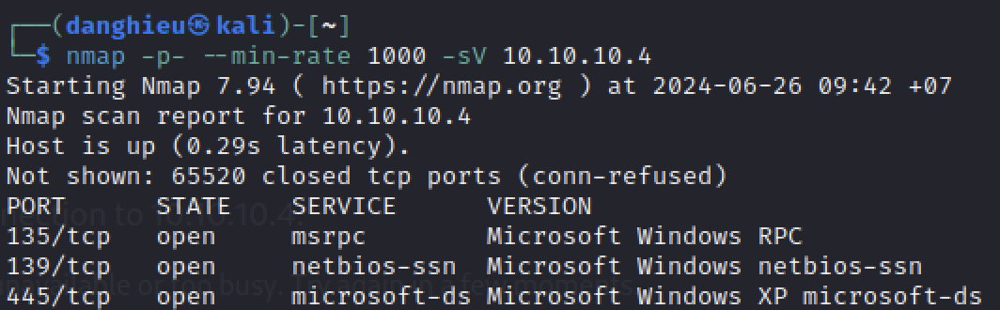 ┌──(danghieu㉿kali)-[~]
└─$ nmap -p- --min-rate 1000 -sV 10.10.10.4
Starting Nmap 7.94 ( https://nmap.org ) at 2024-06-26 09:42 +07
Nmap scan report for 10.10.10.4
Host is up (0.29s latency).
Not shown: 65520 closed tcp ports (conn-refused)
PORT STATE SERVICE VERSION
135/tcp open msrpc Microsoft Windows RPC
139/tcp open netbios-ssn Microsoft Windows netbios-ssn
445/tcp open microsoft-ds Microsoft Windows XP microsoft-ds